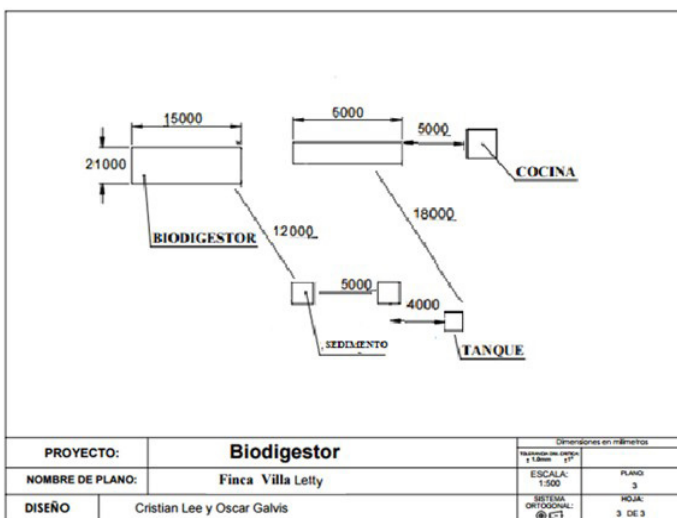 15000
6000
5000
21000
COCINA
BIODIGESTOR
12000
18000
5000
4000
SEDIMENTO
TANQUE
PROYECTO:
Biodigestor
Dimensiones en milímetros
NOMBRE DE PLANO:
Finca Villa Letty
ESCALA:
1:500
PLANO:
3
DISEÑO
Cristian Lee y Oscar Galvis
SISTEMA
ORTOGONAL:
HOJA:
3 DE 3